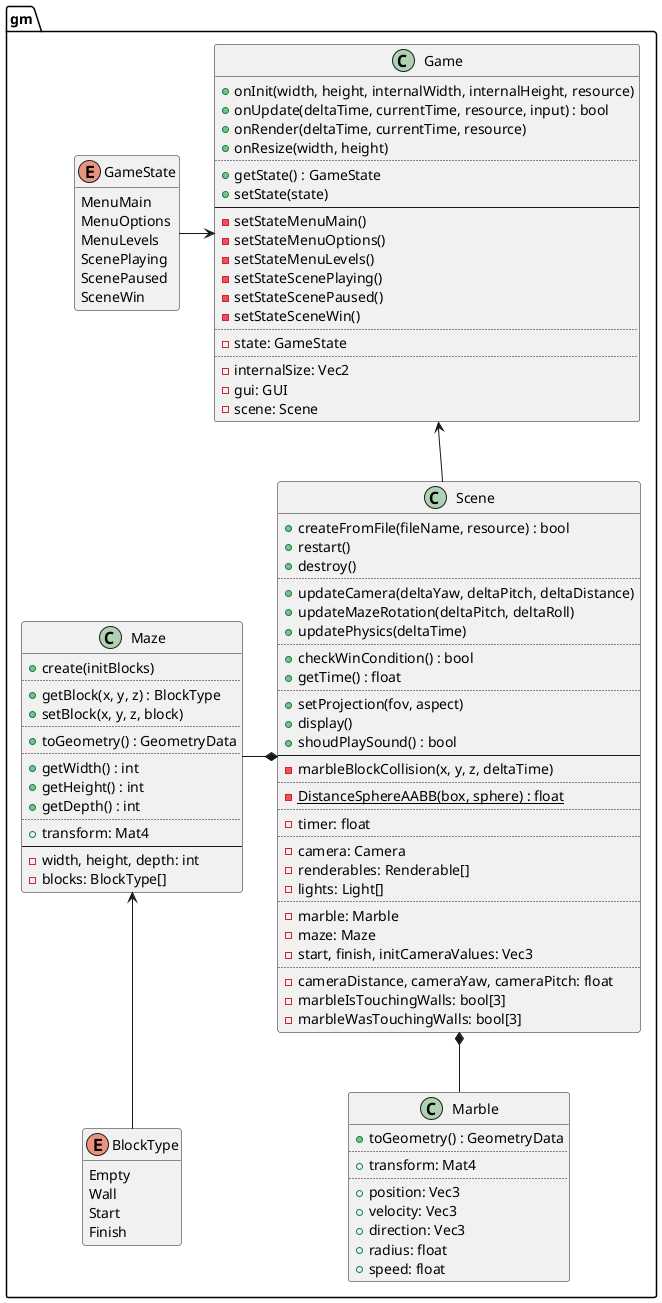 gm
C Game
onInit(width, height, internalWidth, internalHeight, resource)
onUpdate(deltaTime, currentTime, resource, input) : bool
onRender(deltaTime, currentTime, resource)
onResize(width, height)
getState() : GameState
setState(state)
setStateMenuMain()
setStateMenuOptions()
setStateMenuLevels()
setStateScenePlaying()
setStateScenePaused()
setStateSceneWin()
state: GameState
internalSize: Vec2
gui: GUI
scene: Scene
E GameState
MenuMain
MenuOptions
MenuLevels
ScenePlaying
ScenePaused
SceneWin
C Scene
createFromFile(fileName, resource) : bool
restart()
destroy()
updateCamera(deltaYaw, deltaPitch, deltaDistance)
updateMazeRotation(deltaPitch, deltaRoll)
updatePhysics(deltaTime)
checkWinCondition() : bool
getTime() : float
setProjection(fov, aspect)
display()
shoudPlaySound() : bool
marbleBlockCollision(x, y, z, deltaTime)
DistanceSphereAABB(box, sphere) : float
timer: float
camera: Camera
renderables: Renderable[]
lights: Light[]
marble: Marble
maze: Maze
start, finish, initCameraValues: Vec3
cameraDistance, cameraYaw, cameraPitch: float
marbleIsTouchingWalls: bool[3]
marbleWasTouchingWalls: bool[3]
C Maze
create(initBlocks)
getBlock(x, y, z) : BlockType
setBlock(x, y, z, block)
toGeometry() : GeometryData
getWidth() : int
getHeight() : int
getDepth() : int
transform: Mat4
width, height, depth: int
blocks: BlockType[]
E BlockType
Empty
Wall
Start
Finish
C Marble
toGeometry() : GeometryData
transform: Mat4
position: Vec3
velocity: Vec3
direction: Vec3
radius: float
speed: float